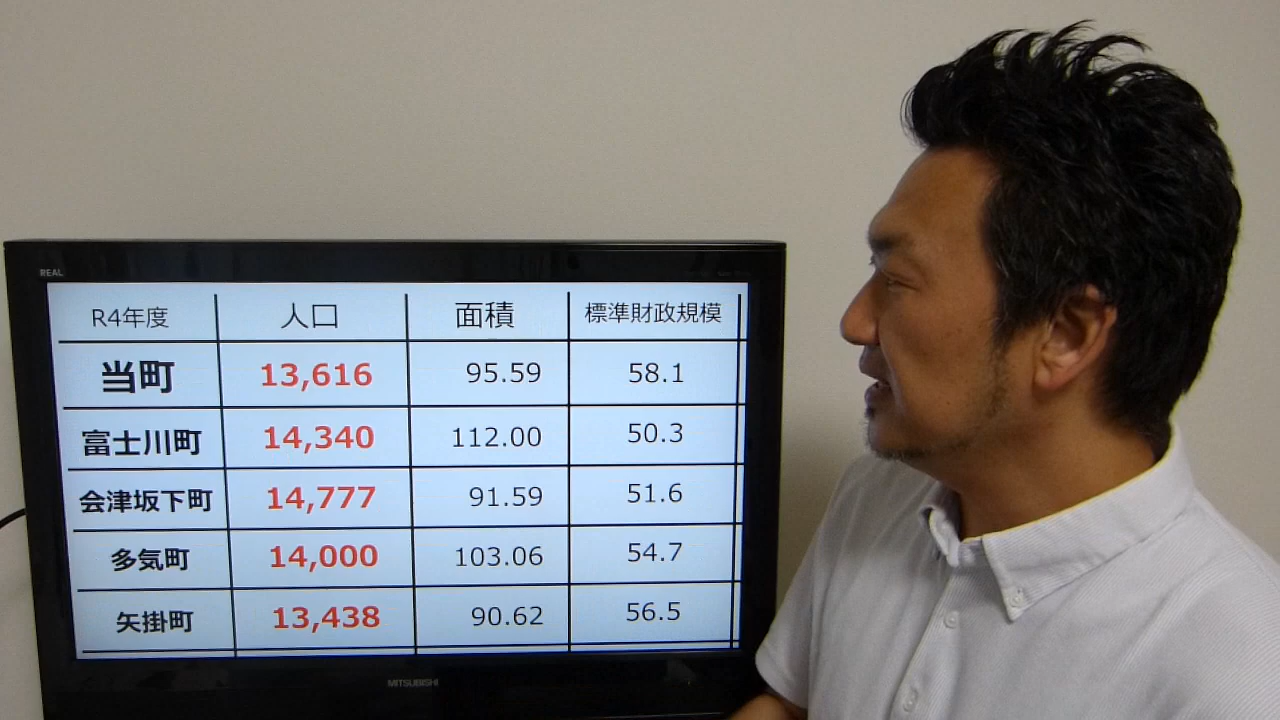 REAL
R4年度 人口 面積 標準財政規模
当町 13,616 95.59 58.1
富士川町 14,340 112.00 50.3
会津坂下町 14,777 91.59 51.6
多気町 14,000 103.06 54.7
矢掛町 13,438 90.62 56.5
MITSUBISHI